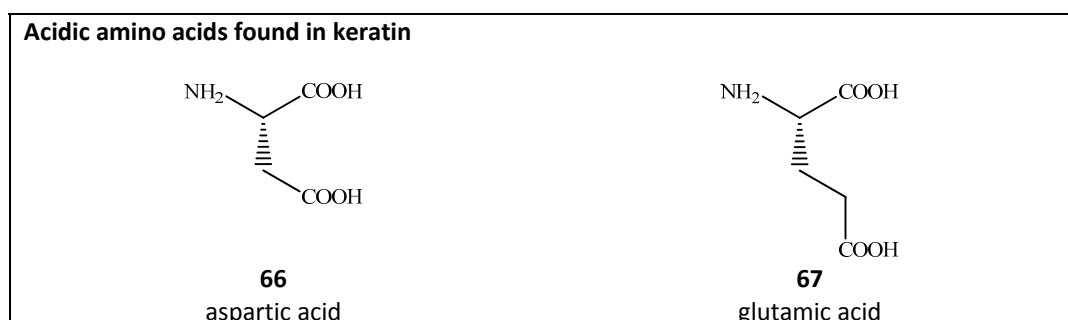 Acidic amino acids found in keratin
NH2 COOH NH2 COOH
COOH
COOH
66 67
aspartic acid glutamic acid